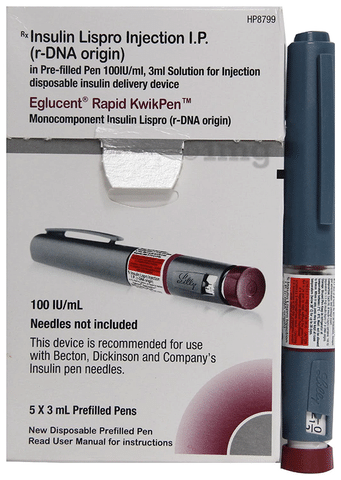 HP8799
Rx Insulin Lispro Injection I.P.
(r-DNA origin)
in Pre-filled Pen 100IU/ml, 3ml Solution for Injection
disposable insulin delivery device
Eglucent® Rapid KwikPen™
Monocomponent Insulin Lispro (r-DNA origin)
Lilly
100 IU/mL
Needles not included
This device is recommended for use
with Becton, Dickinson and Company's
Insulin pen needles.
5 X 3 mL Prefilled Pens
New Disposable Prefilled Pen
Read User Manual for instructions
Lilly